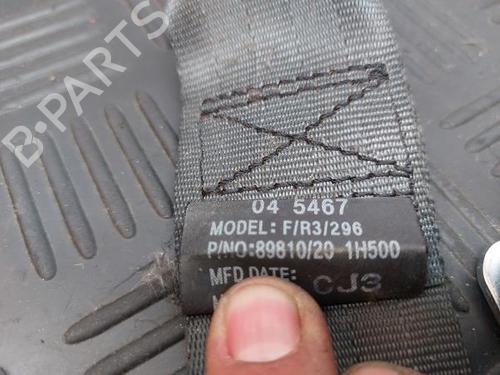 B-PARTS
04 5467
MODEL: F/R3/296
P/NO:89810/20 1H500
MFD DATE:
CJ3